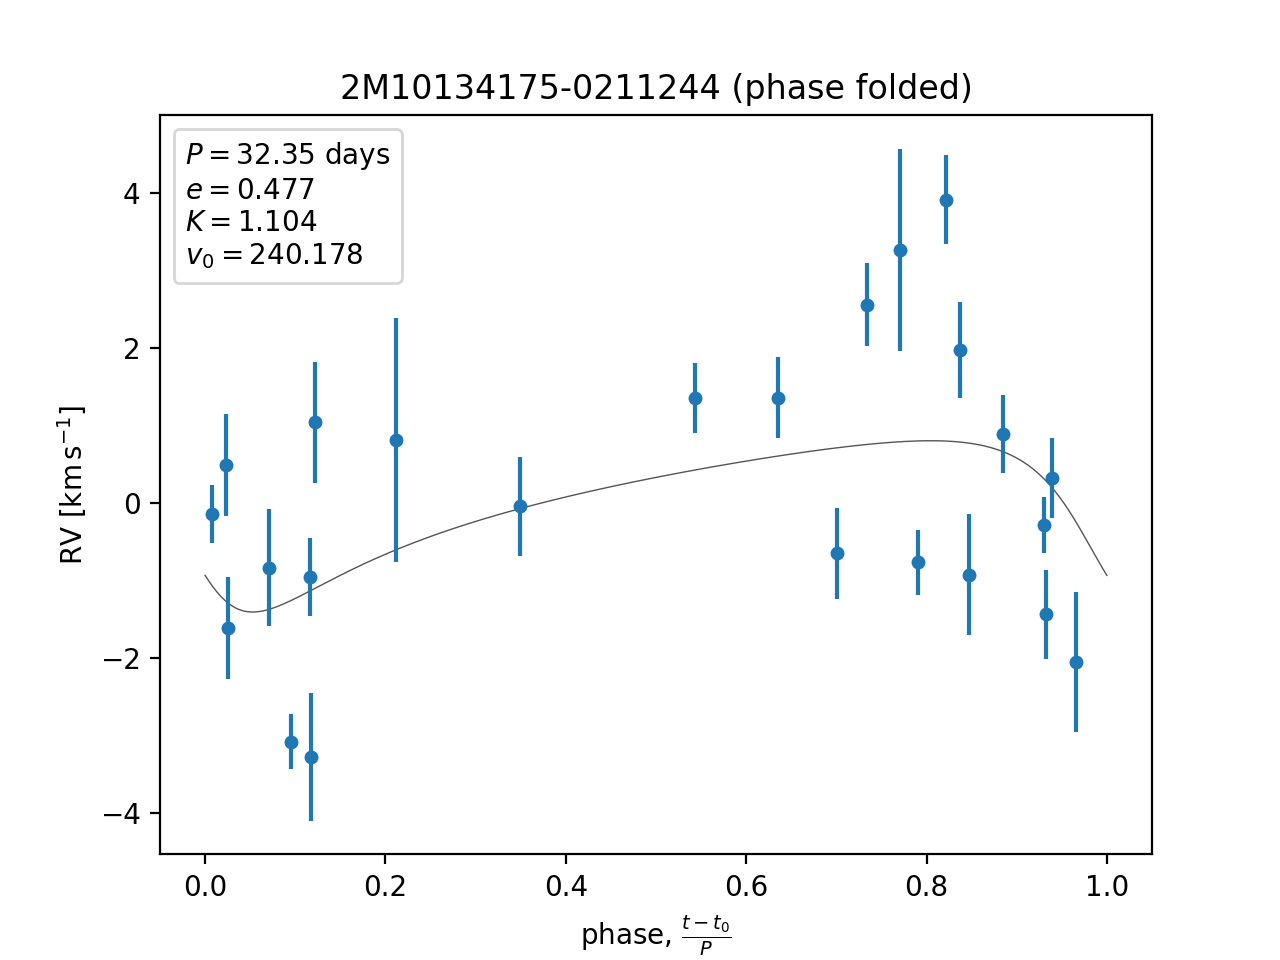 2M10134175-0211244 (phase folded)
P = 32.35 days
e = 0.477
K = 1.104
v₀ = 240.178
4
2
0
−2
−4
RV [km s⁻¹]
0.0 0.2 0.4 0.6 0.8 1.0
phase, (t − t₀)/P